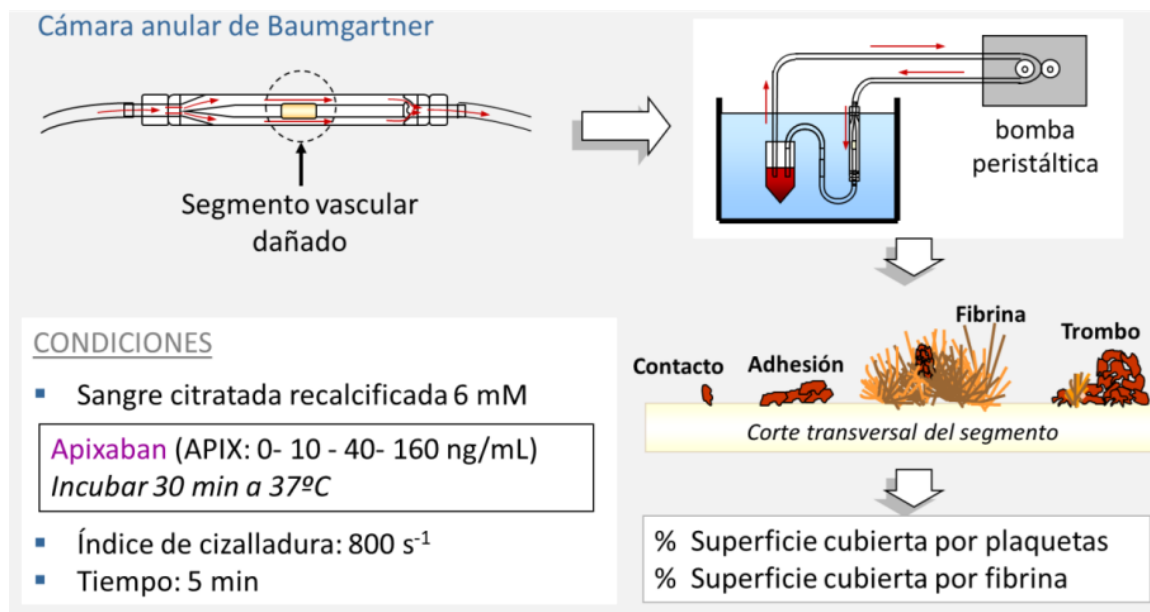 Cámara anular de Baumgartner
Segmento vascular
dañado
bomba
peristáltica
CONDICIONES
▪ Sangre citratada recalcificada 6 mM
Apixaban (APIX: 0- 10 - 40- 160 ng/mL)
Incubar 30 min a 37ºC
▪ Índice de cizalladura: 800 s⁻¹
▪ Tiempo: 5 min
Contacto
Adhesión
Fibrina
Trombo
Corte transversal del segmento
% Superficie cubierta por plaquetas
% Superficie cubierta por fibrina